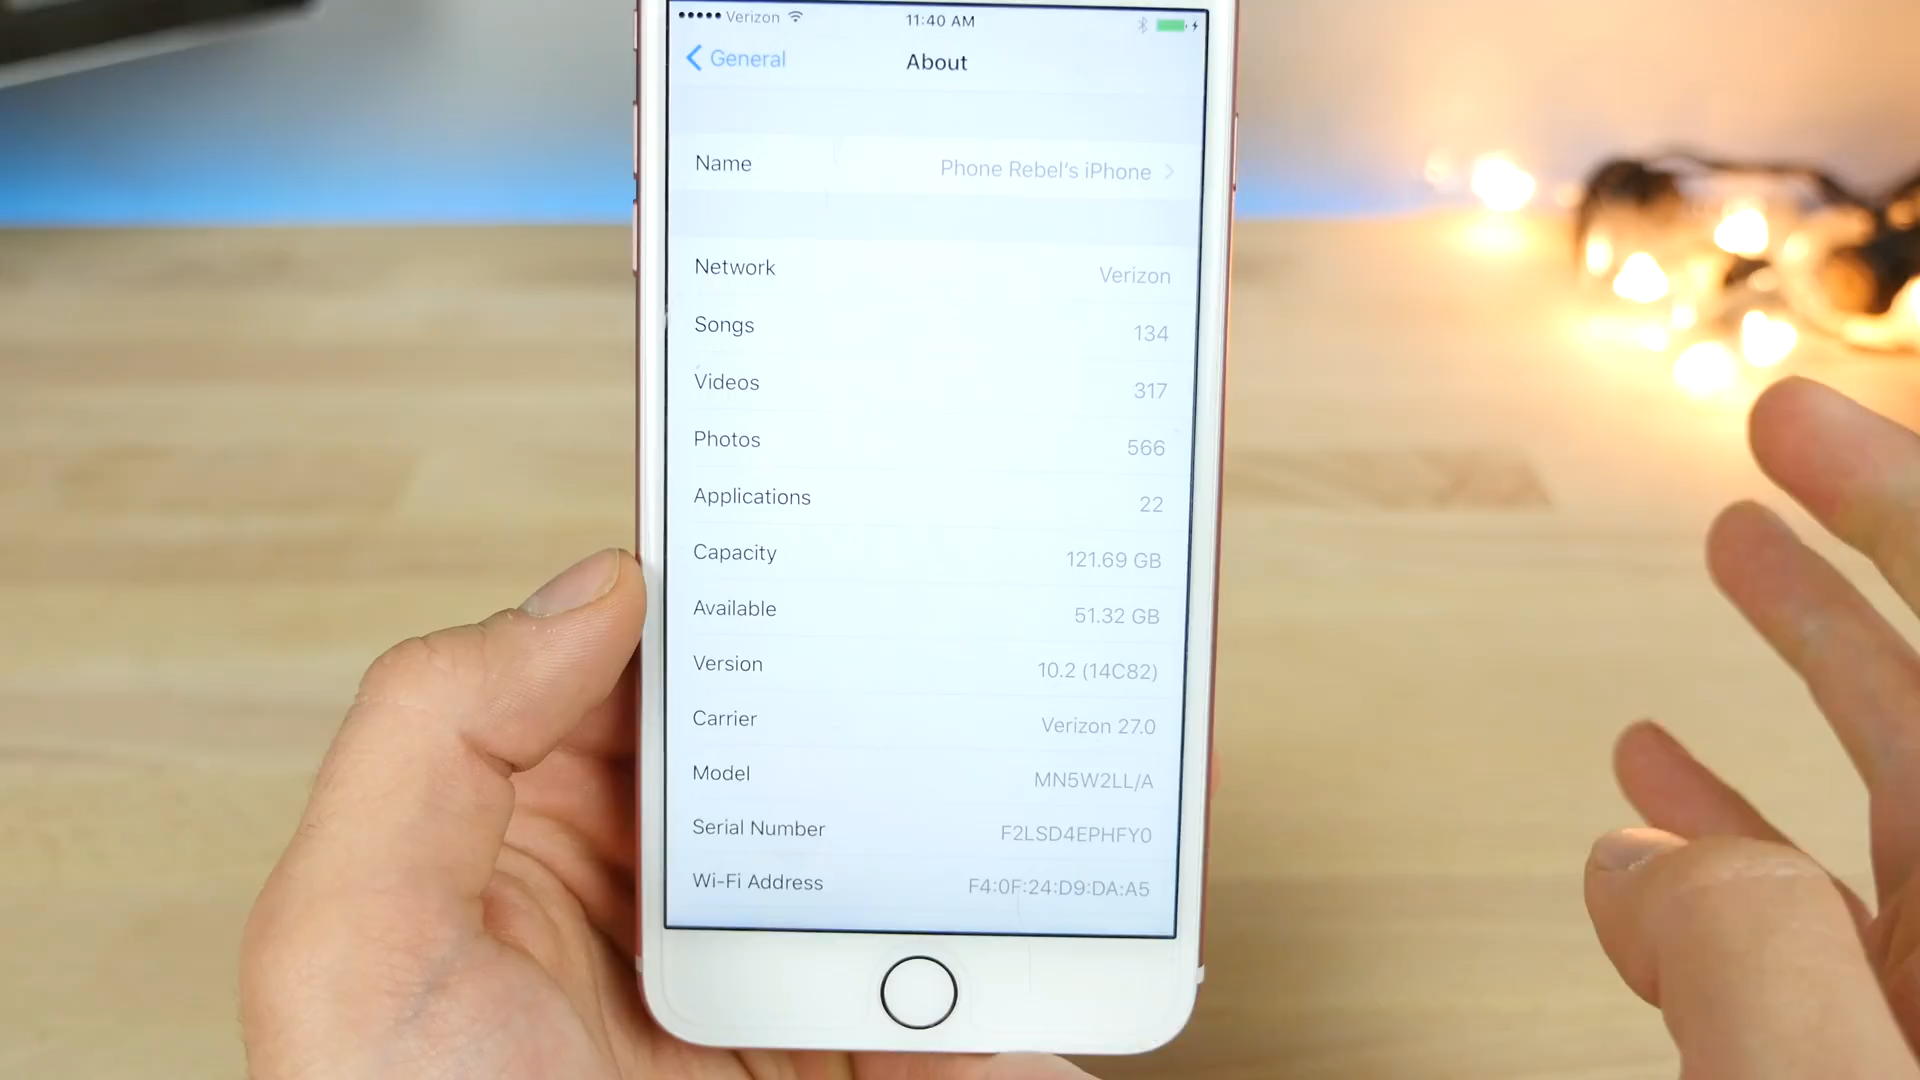 Verizon 11:40 AM
General About
Name Phone Rebel's iPhone
Network Verizon
Songs 134
Videos 317
Photos 566
Applications 22
Capacity 121.69 GB
Available 51.32 GB
Version 10.2 (14C82)
Carrier Verizon 27.0
Model MN5W2LL/A
Serial Number F2LSD4EPHFY0
Wi-Fi Address F4:0F:24:D9:DA:A5